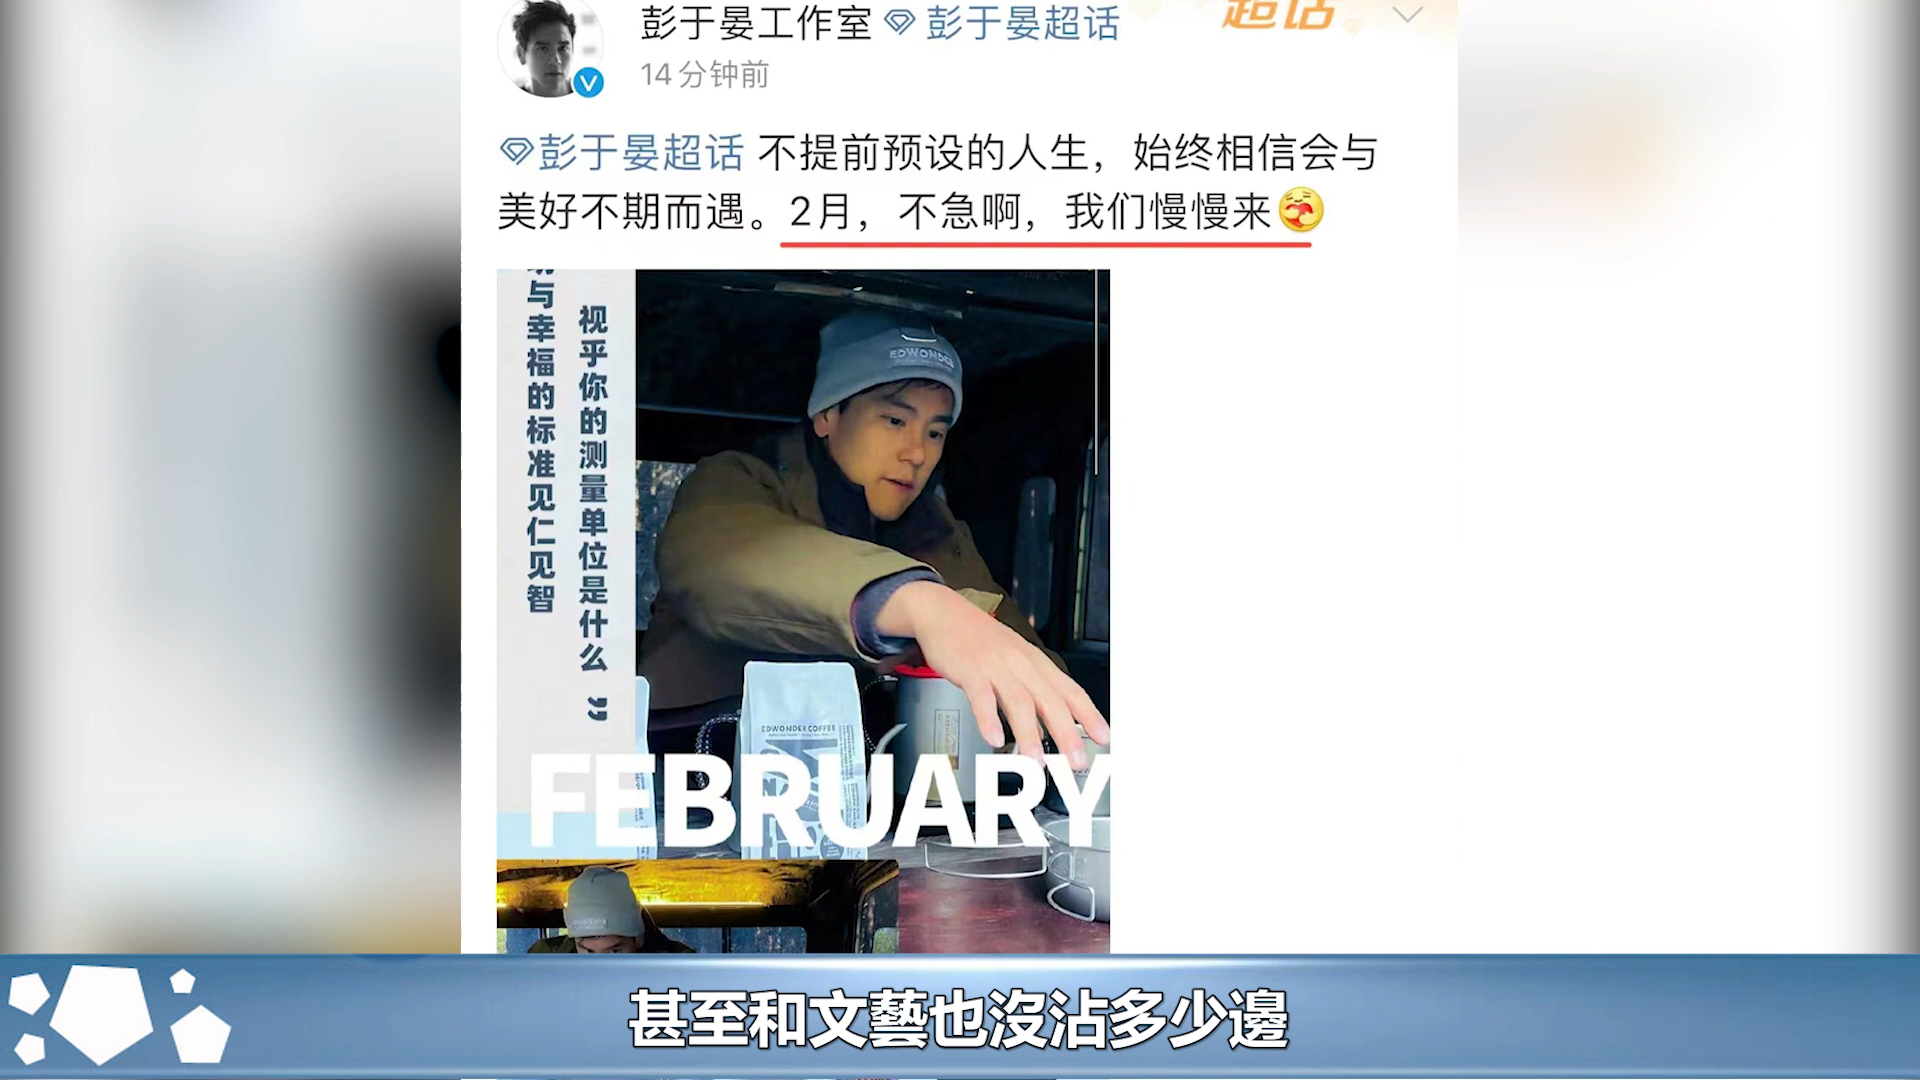 彭于晏工作室 彭于晏超话
超话
14分钟前
彭于晏超话 不提前预设的人生，始终相信会与
美好不期而遇。2月，不急啊，我们慢慢来
与幸福的标准见仁见智
视乎你的测量单位是什么 ”
EDWONDER
EDWONDER COFFEE
FEBRUARY
甚至和文藝也沒沾多少邊